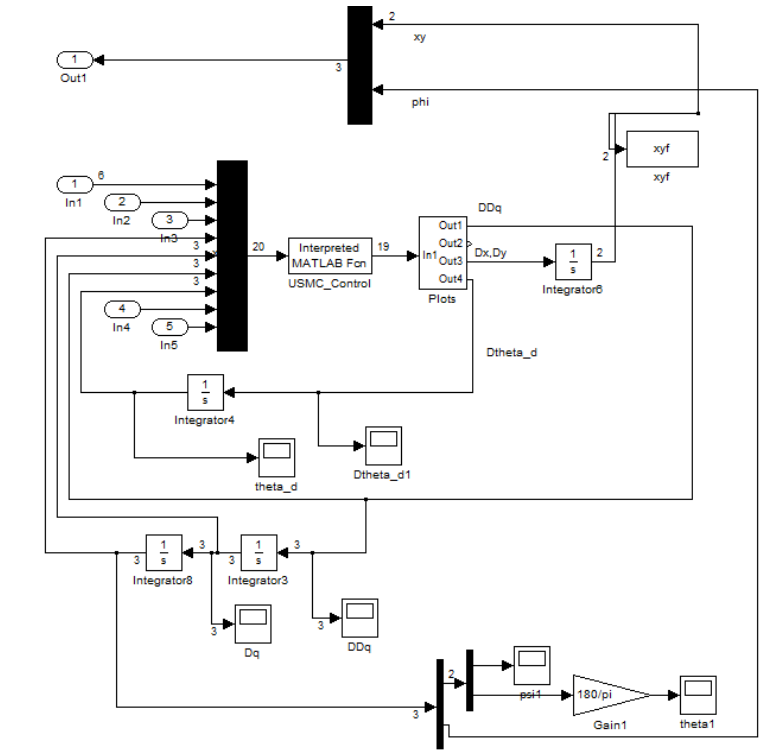 2
xy
1
3
Out1
phi
xyf
2
xyf
6
1
In1
2
In2
DDq
3
In3
3
20
Interpreted
MATLAB Fcn
19
Out1
Out2
In1
Out3
Out4
Dx,Dy
1
s
2
3
USMC_Control
Integrator6
3
Plots
4
In4
5
In5
Dtheta_d
1
s
Integrator4
theta_d
Dtheta_d1
3
1
s
3
3
1
s
3
Integrator8
Integrator3
3
Dq
3
DDq
2
psi1
180/pi
3
Gain1
theta1